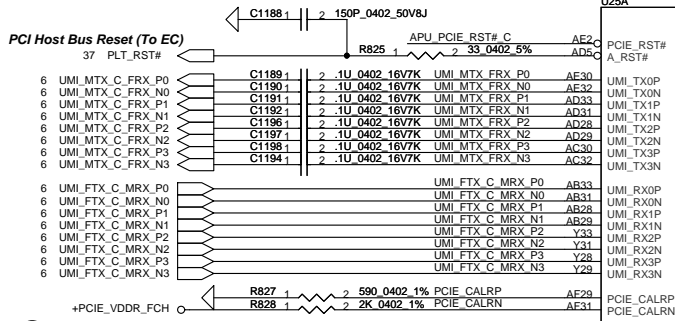 U25A
C1188 1 2 150P_0402_50V8J
PCI Host Bus Reset (To EC)
APU_PCIE_RST#_C AE2 PCIE_RST#
37 PLT_RST# R825 1 2 33_0402_5% AD5 A_RST#
6 UMI_MTX_C_FRX_P0 C1189 1 2 .1U_0402_16V7K UMI_MTX_FRX_P0 AE30 UMI_TX0P
6 UMI_MTX_C_FRX_N0 C1190 1 2 .1U_0402_16V7K UMI_MTX_FRX_N0 AE32 UMI_TX0N
6 UMI_MTX_C_FRX_P1 C1191 1 2 .1U_0402_16V7K UMI_MTX_FRX_P1 AD33 UMI_TX1P
6 UMI_MTX_C_FRX_N1 C1192 1 2 .1U_0402_16V7K UMI_MTX_FRX_N1 AD31 UMI_TX1N
6 UMI_MTX_C_FRX_P2 C1196 1 2 .1U_0402_16V7K UMI_MTX_FRX_P2 AD28 UMI_TX2P
6 UMI_MTX_C_FRX_N2 C1197 1 2 .1U_0402_16V7K UMI_MTX_FRX_N2 AD29 UMI_TX2N
6 UMI_MTX_C_FRX_P3 C1198 1 2 .1U_0402_16V7K UMI_MTX_FRX_P3 AC30 UMI_TX3P
6 UMI_MTX_C_FRX_N3 C1194 1 2 .1U_0402_16V7K UMI_MTX_FRX_N3 AC32 UMI_TX3N
6 UMI_FTX_C_MRX_P0 UMI_FTX_C_MRX_P0 AB33 UMI_RX0P
6 UMI_FTX_C_MRX_N0 UMI_FTX_C_MRX_N0 AB31 UMI_RX0N
6 UMI_FTX_C_MRX_P1 UMI_FTX_C_MRX_P1 AB28 UMI_RX1P
6 UMI_FTX_C_MRX_N1 UMI_FTX_C_MRX_N1 AB29 UMI_RX1N
6 UMI_FTX_C_MRX_P2 UMI_FTX_C_MRX_P2 Y33 UMI_RX2P
6 UMI_FTX_C_MRX_N2 UMI_FTX_C_MRX_N2 Y31 UMI_RX2N
6 UMI_FTX_C_MRX_P3 UMI_FTX_C_MRX_P3 Y28 UMI_RX3P
6 UMI_FTX_C_MRX_N3 UMI_FTX_C_MRX_N3 Y29 UMI_RX3N
R827 1 2 590_0402_1% PCIE_CALRP AF29 PCIE_CALRP
+PCIE_VDDR_FCH R828 1 2 2K_0402_1% PCIE_CALRN AF31 PCIE_CALRN